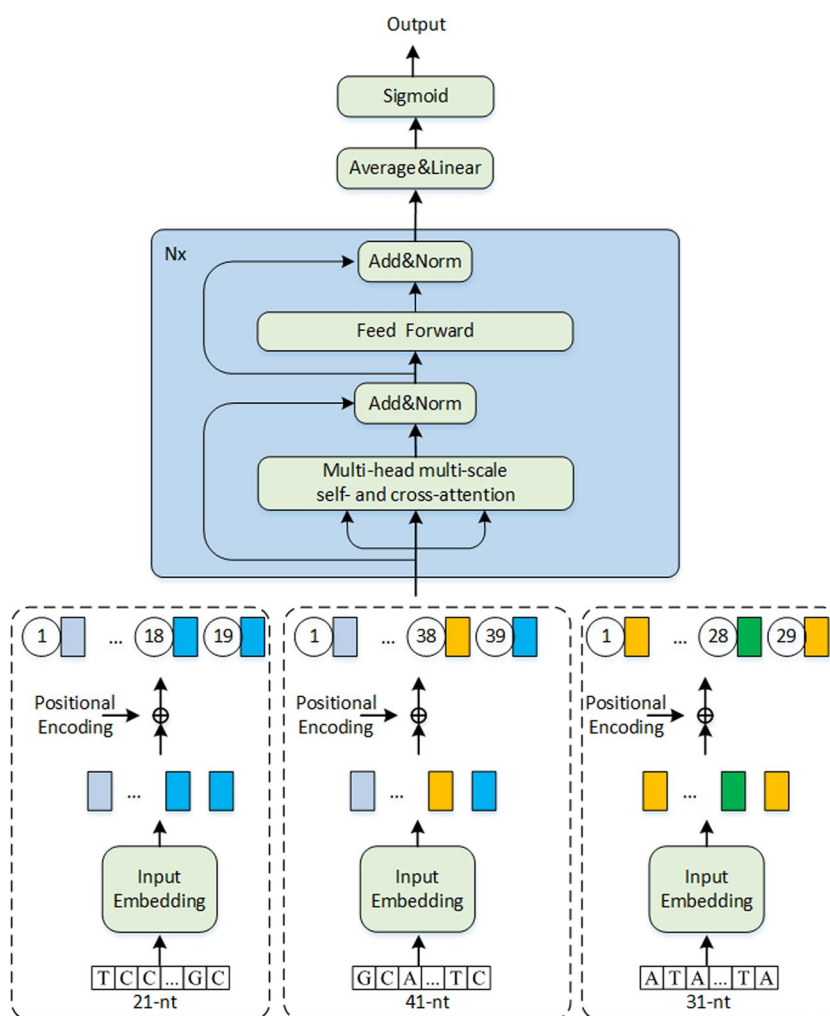 Output
Sigmoid
Average&Linear
Nx
Add&Norm
Feed Forward
Add&Norm
Multi-head multi-scale
self- and cross-attention
1 ... 18 19
Positional
Encoding
...
Input
Embedding
T C C ... G C
21-nt
1 ... 38 39
Positional
Encoding
...
Input
Embedding
G C A ... T C
41-nt
1 ... 28 29
Positional
Encoding
...
Input
Embedding
A T A ... T A
31-nt